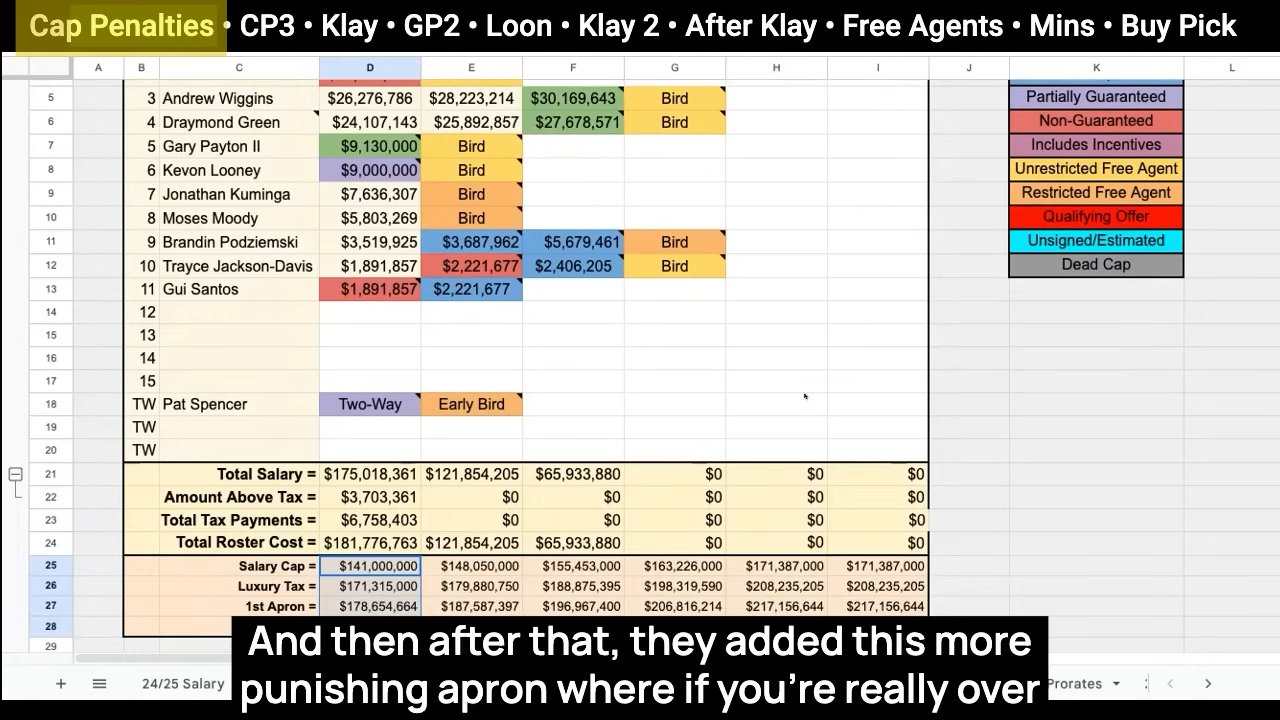 Cap Penalties • CP3 • Klay • GP2 • Loon • Klay 2 • After Klay • Free Agents • Mins • Buy Pick
A B C D E F G H I J K L
5 3 Andrew Wiggins $26,276,786 $28,223,214 $30,169,643 Bird Partially Guaranteed
6 4 Draymond Green $24,107,143 $25,892,857 $27,678,571 Bird Non-Guaranteed
7 5 Gary Payton II $9,130,000 Bird Includes Incentives
8 6 Kevon Looney $9,000,000 Bird Unrestricted Free Agent
9 7 Jonathan Kuminga $7,636,307 Bird Restricted Free Agent
10 8 Moses Moody $5,803,269 Bird Qualifying Offer
11 9 Brandin Podziemski $3,519,925 $3,687,962 $5,679,461 Bird Unsigned/Estimated
12 10 Trayce Jackson-Davis $1,891,857 $2,221,677 $2,406,205 Bird Dead Cap
13 11 Gui Santos $1,891,857 $2,221,677
14 12
15 13
16 14
17 15
18 TW Pat Spencer Two-Way Early Bird
19 TW
20 TW
21 Total Salary = $175,018,361 $121,854,205 $65,933,880 $0 $0 $0
22 Amount Above Tax = $3,703,361 $0 $0 $0 $0 $0
23 Total Tax Payments = $6,758,403 $0 $0 $0 $0 $0
24 Total Roster Cost = $181,776,763 $121,854,205 $65,933,880 $0 $0 $0
25 Salary Cap = $141,000,000 $148,050,000 $155,453,000 $163,226,000 $171,387,000 $171,387,000
26 Luxury Tax = $171,315,000 $179,880,750 $188,875,395 $198,319,590 $208,235,205 $208,235,205
27 1st Apron = $178,654,664 $187,587,397 $196,967,400 $206,816,214 $217,156,644 $217,156,644
28
29
And then after that, they added this more
punishing apron where if you're really over
24/25 Salary Prorates